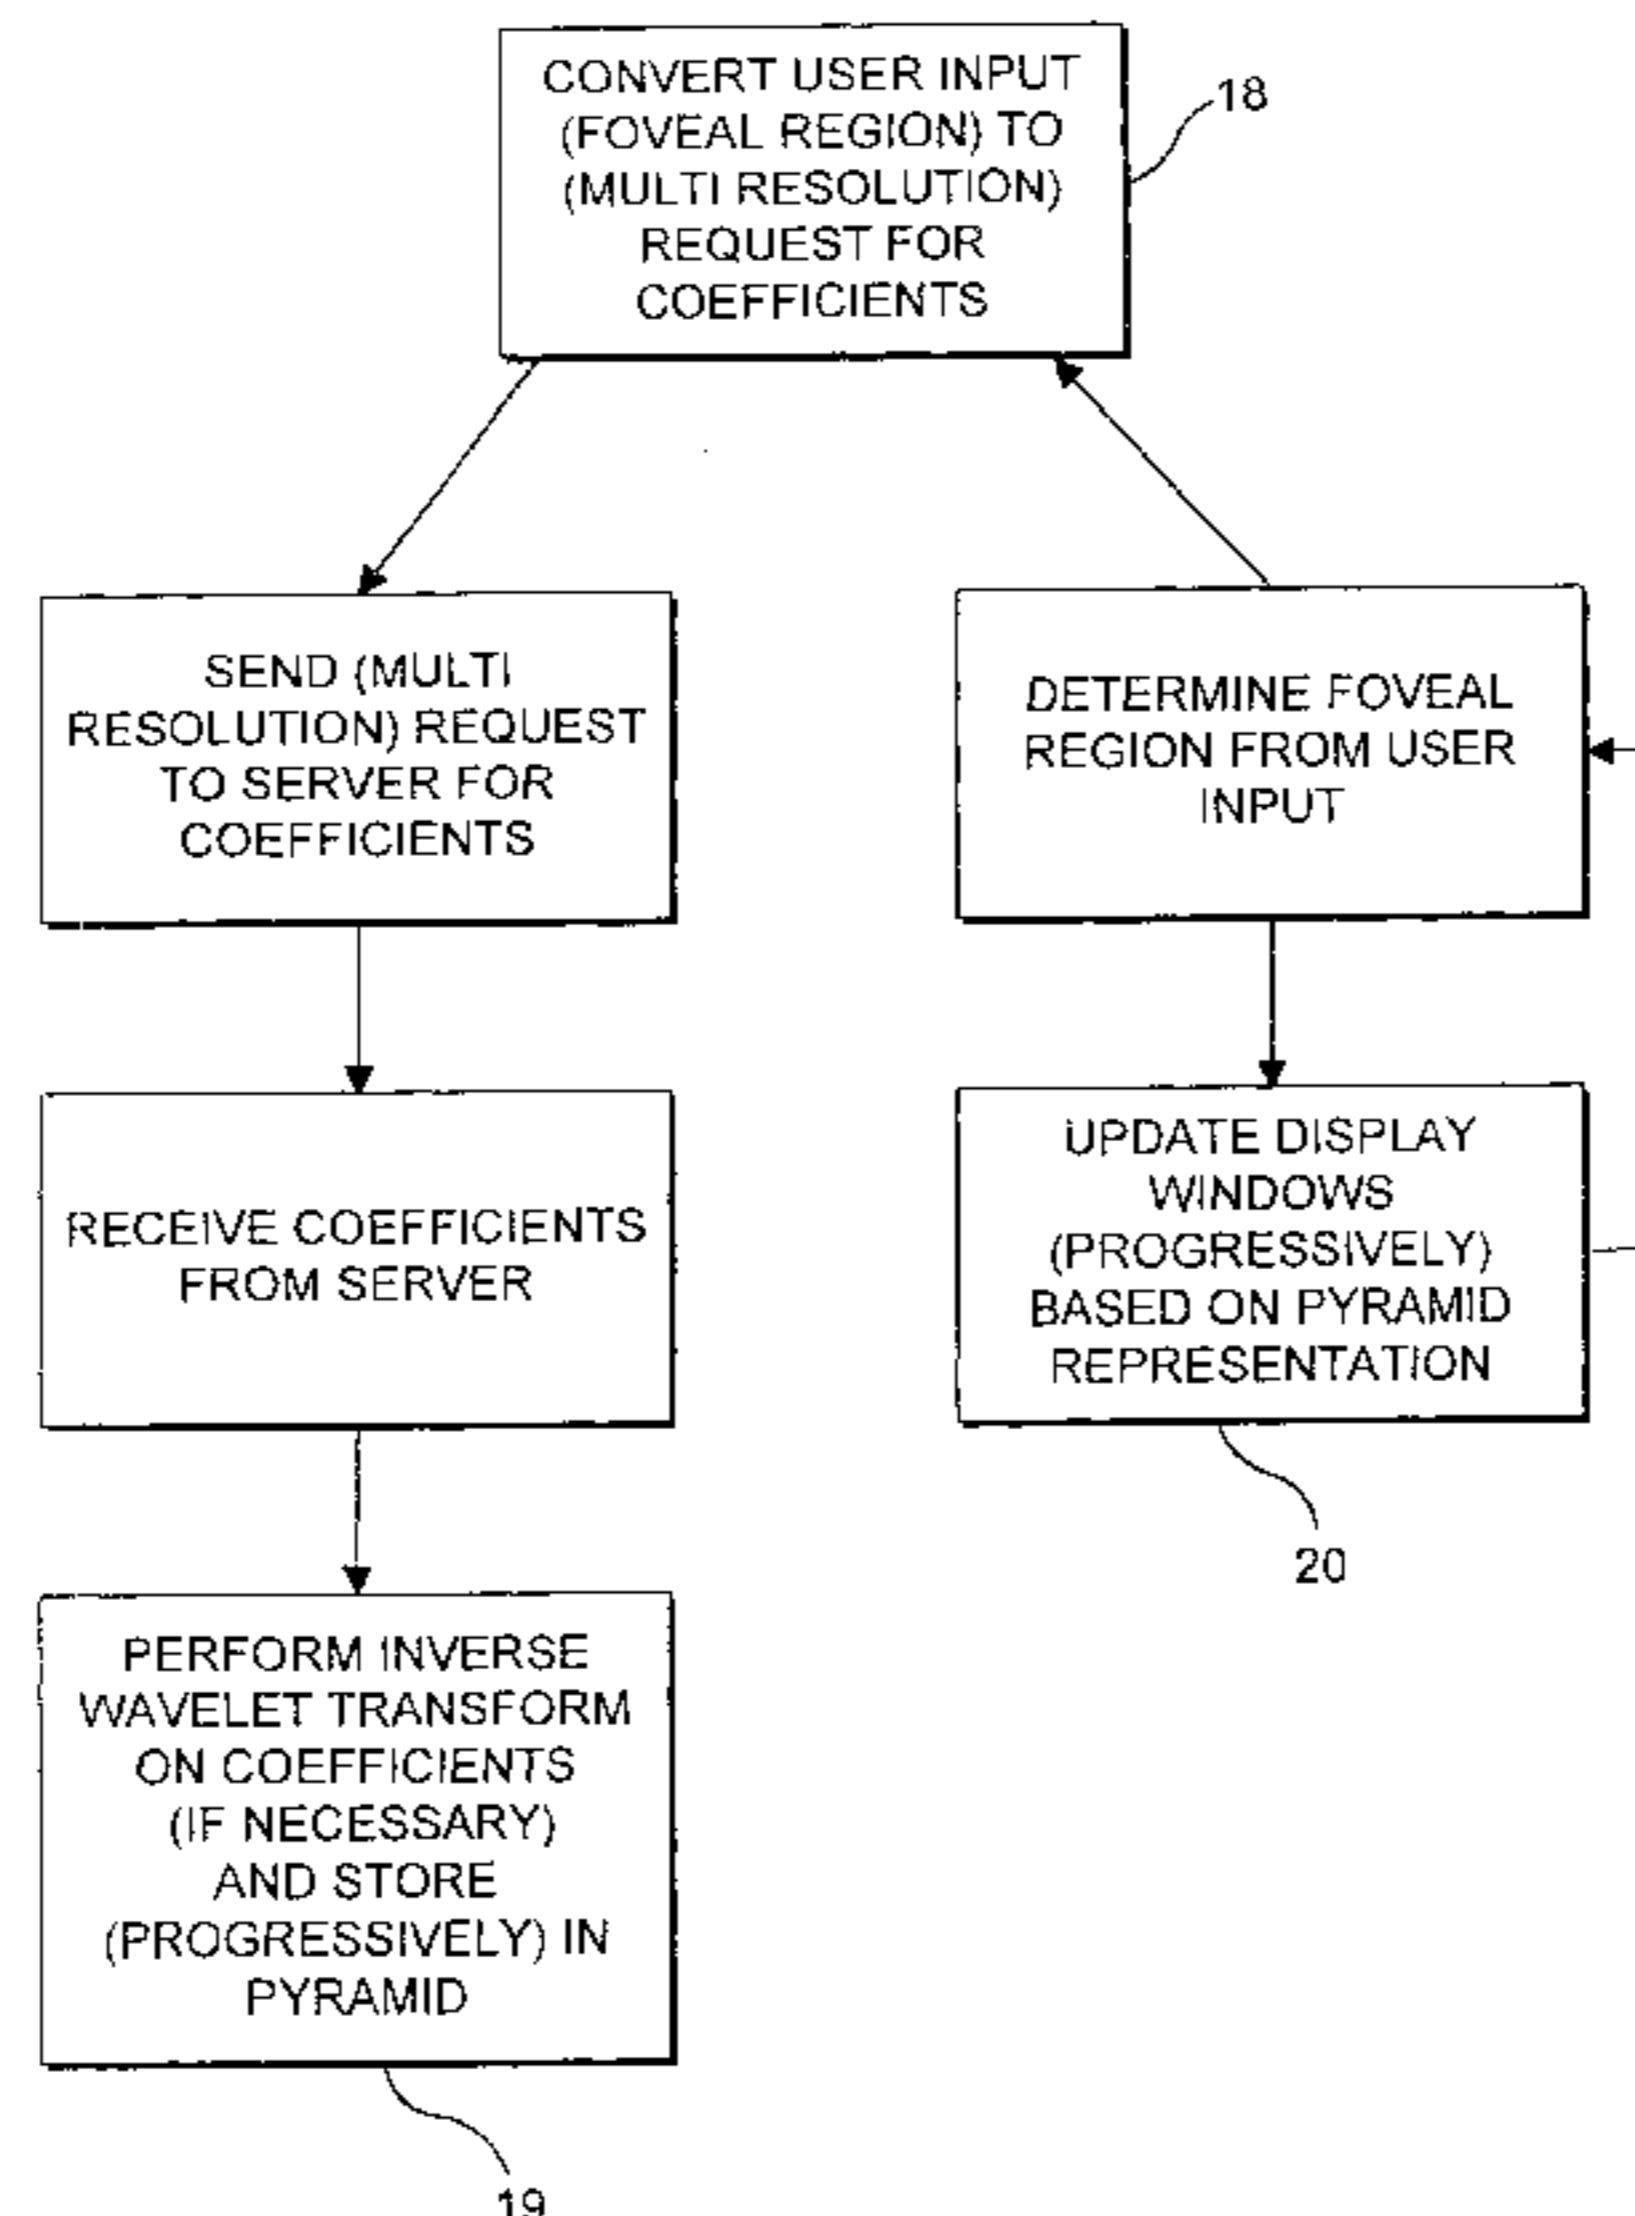 CONVERT USER INPUT
(FOVEAL REGION) TO
(MULTI RESOLUTION)
REQUEST FOR
COEFFICIENTS
18
SEND (MULTI
RESOLUTION) REQUEST
TO SERVER FOR
COEFFICIENTS
DETERMINE FOVEAL
REGION FROM USER
INPUT
RECEIVE COEFFICIENTS
FROM SERVER
UPDATE DISPLAY
WINDOWS
(PROGRESSIVELY)
BASED ON PYRAMID
REPRESENTATION
20
PERFORM INVERSE
WAVELET TRANSFORM
ON COEFFICIENTS
(IF NECESSARY)
AND STORE
(PROGRESSIVELY) IN
PYRAMID
19